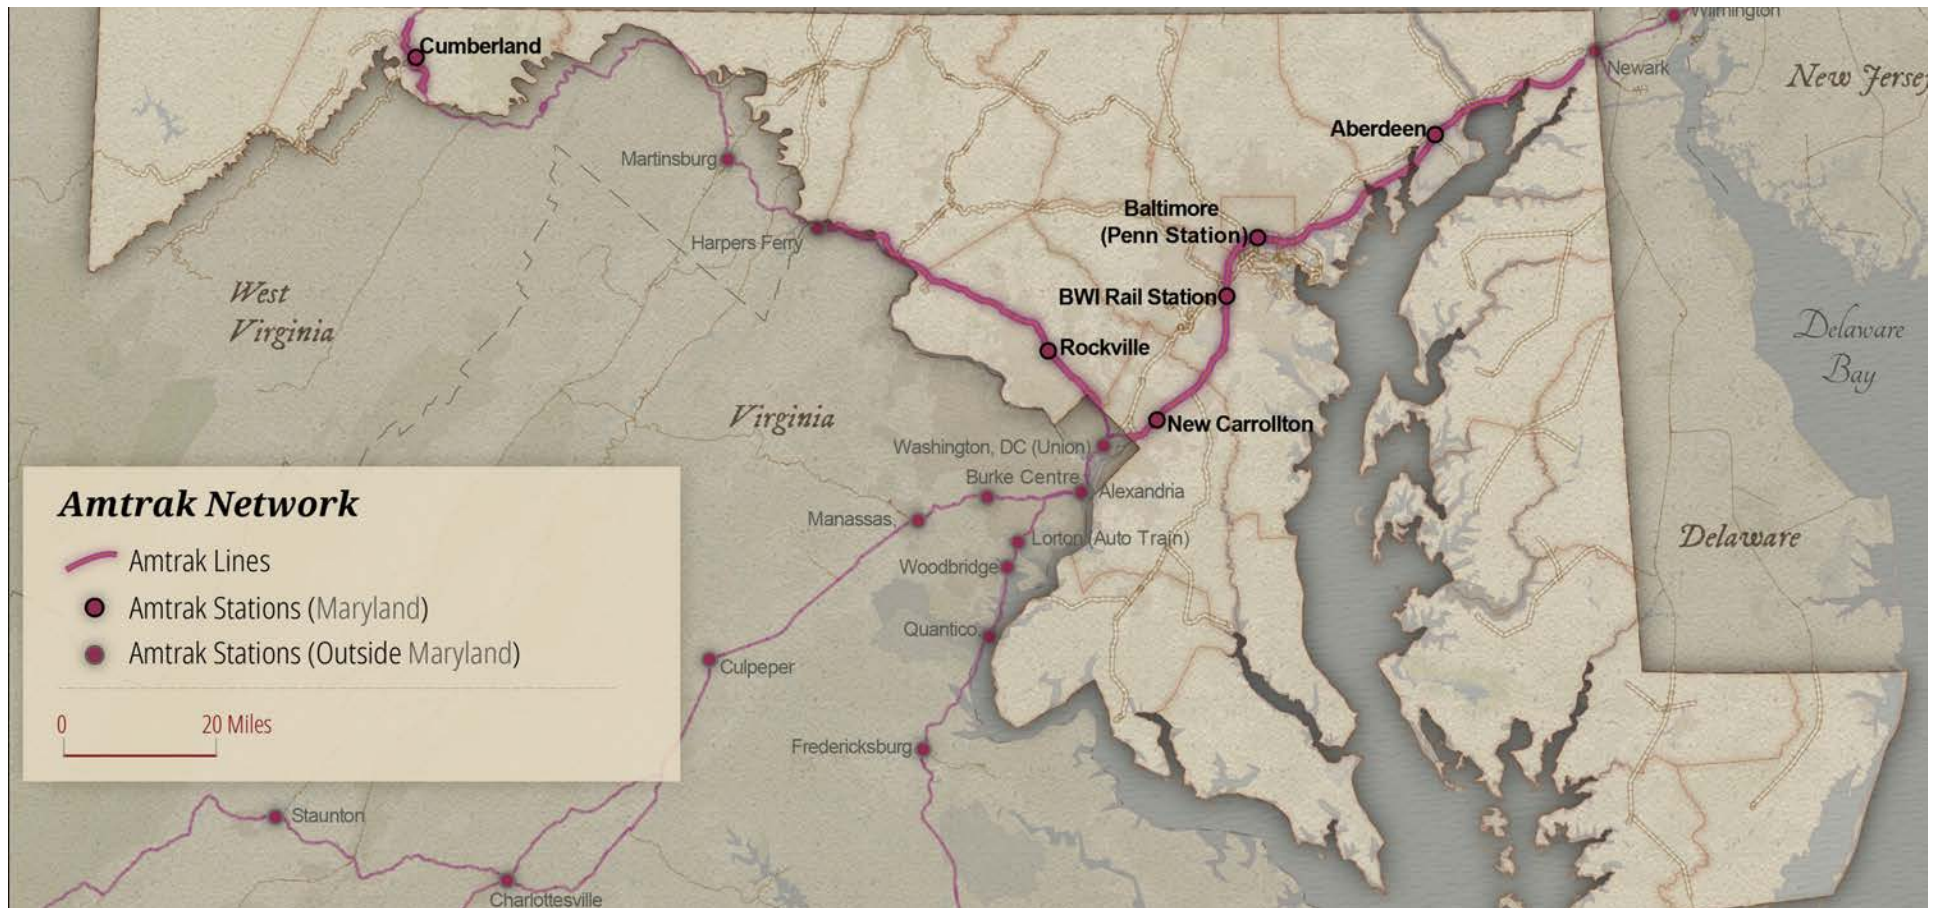 Wilmington
Cumberland
Newark
New Jersey
Aberdeen
Martinsburg
Baltimore
(Penn Station)
Harpers Ferry
West
Virginia
BWI Rail Station
Delaware
Bay
Rockville
Virginia
New Carrollton
Washington, DC (Union)
Burke Centre
Alexandria
Manassas
Lorton (Auto Train)
Delaware
Woodbridge
Quantico
Culpeper
Fredericksburg
Amtrak Network
Amtrak Lines
Amtrak Stations (Maryland)
Amtrak Stations (Outside Maryland)
0 20 Miles
Staunton
Charlottesville